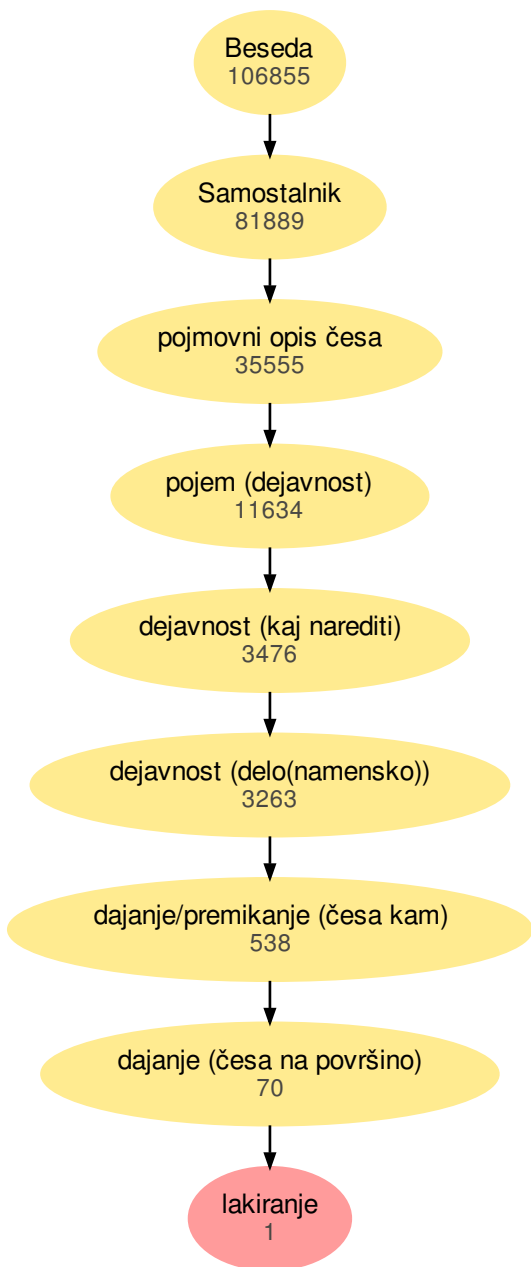 Beseda
106855
Samostalnik
81889
pojmovni opis česa
35555
pojem (dejavnost)
11634
dejavnost (kaj narediti)
3476
dejavnost (delo(namensko))
3263
dajanje/premikanje (česa kam)
538
dajanje (česa na površino)
70
lakiranje
1